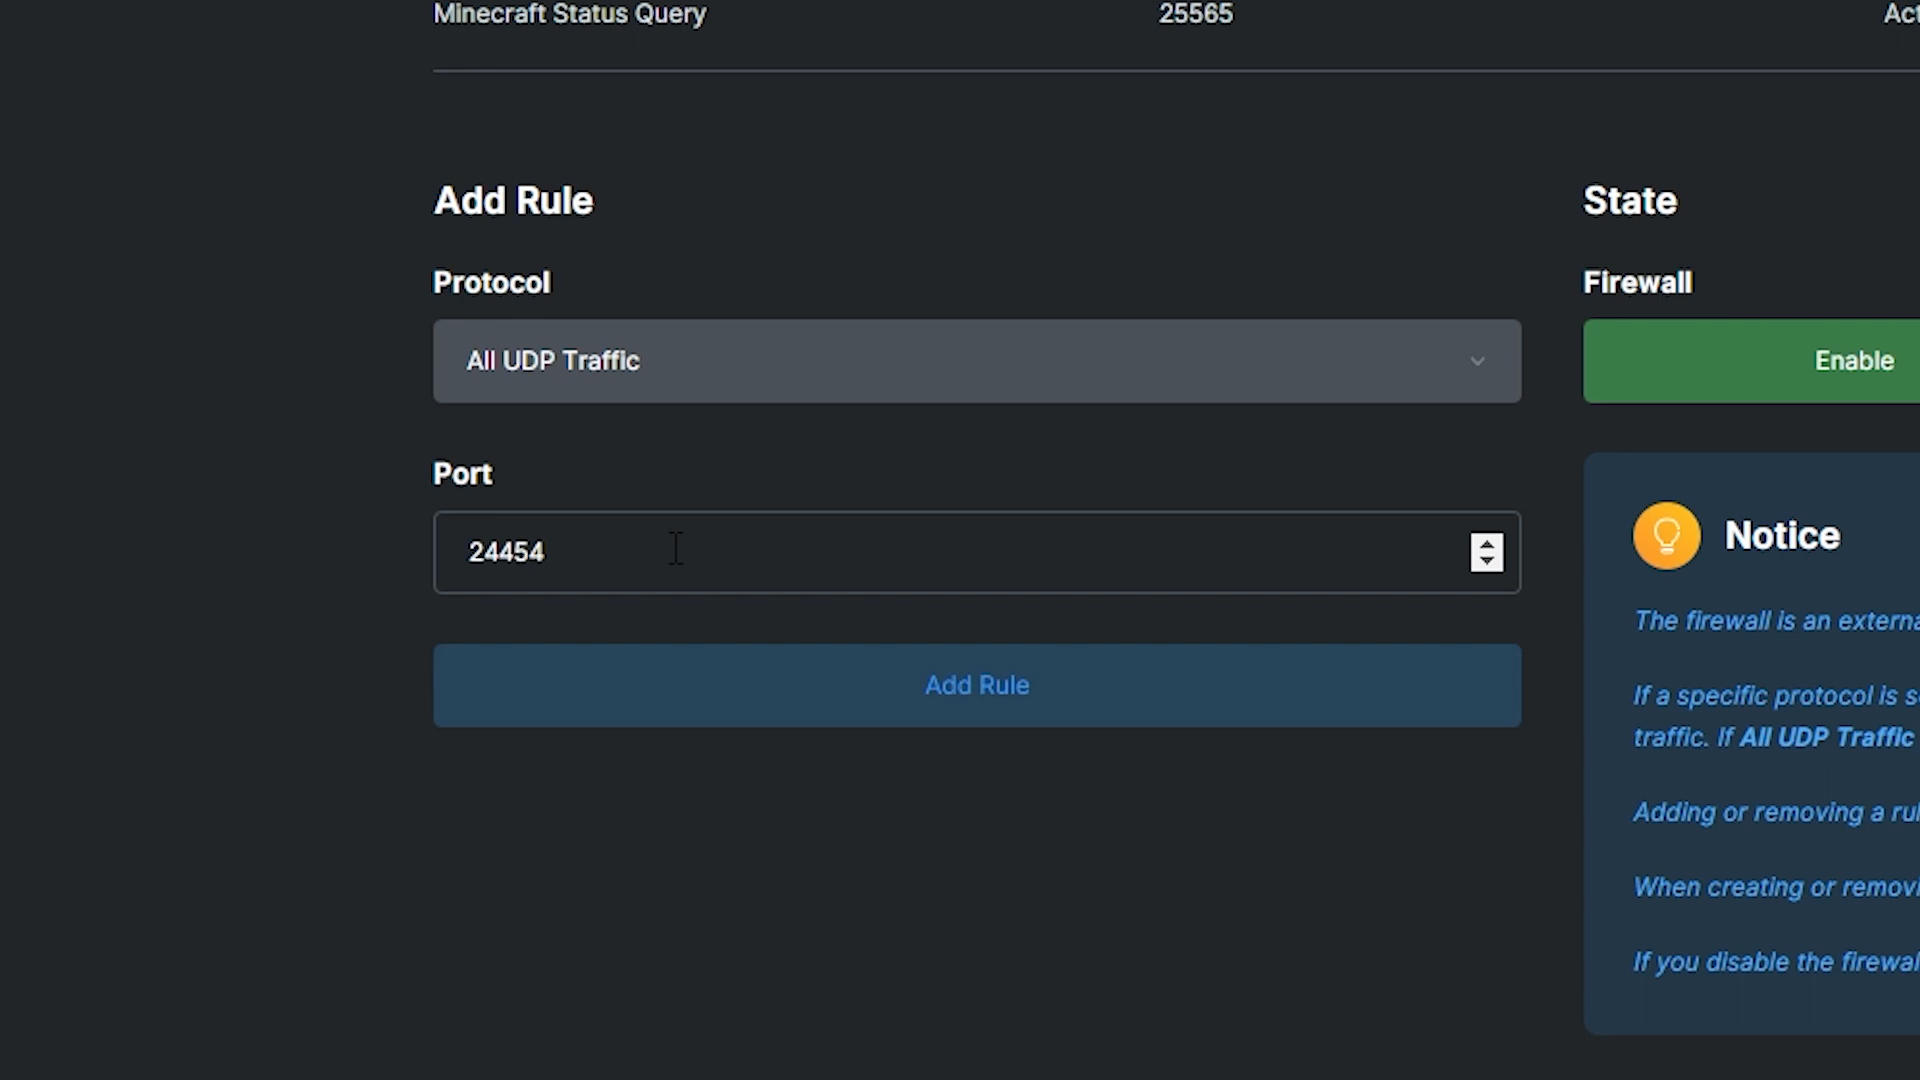 Minecraft Status Query 25565
Add Rule
Protocol
All UDP Traffic
Port
24454
Add Rule
State
Firewall
Enable
Notice
The firewall is an
If a specific protocol is
traffic. If All UDP Traffic
Adding or removing a
When creating or
If you disable the